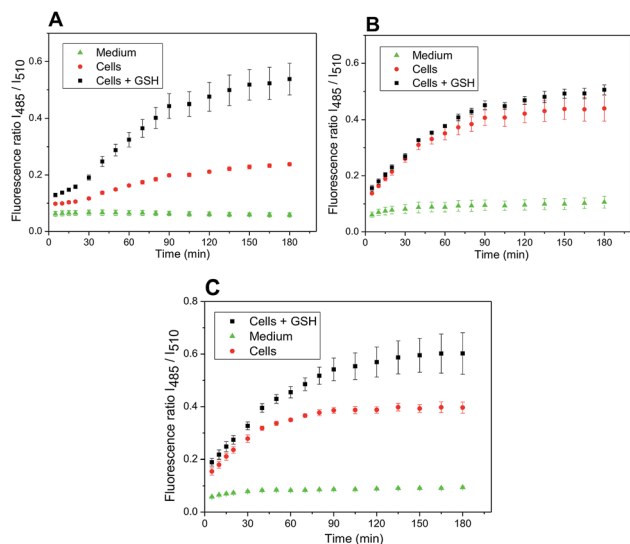 A
Medium
Cells
Cells + GSH
Fluorescence ratio I485 / I510
0.6
0.4
0.2
0.0
0 30 60 90 120 150 180
Time (min)
B
Medium
Cells
Cells + GSH
Fluorescence ratio I485 / I510
0.6
0.4
0.2
0.0
0 30 60 90 120 150 180
Time (min)
C
Cells + GSH
Medium
Cells
Fluorescence ratio I485 / I510
0.8
0.6
0.4
0.2
0.0
0 30 60 90 120 150 180
Time (min)